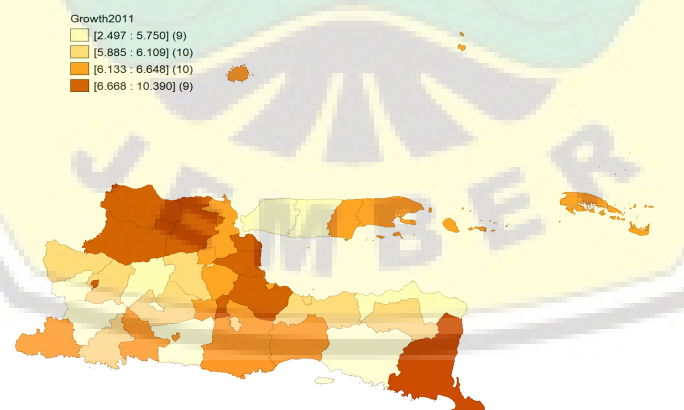 Growth2011
[2.497 : 5.750] (9)
[5.885 : 6.109] (10)
[6.133 : 6.648] (10)
[6.668 : 10.390] (9)
JEMBER